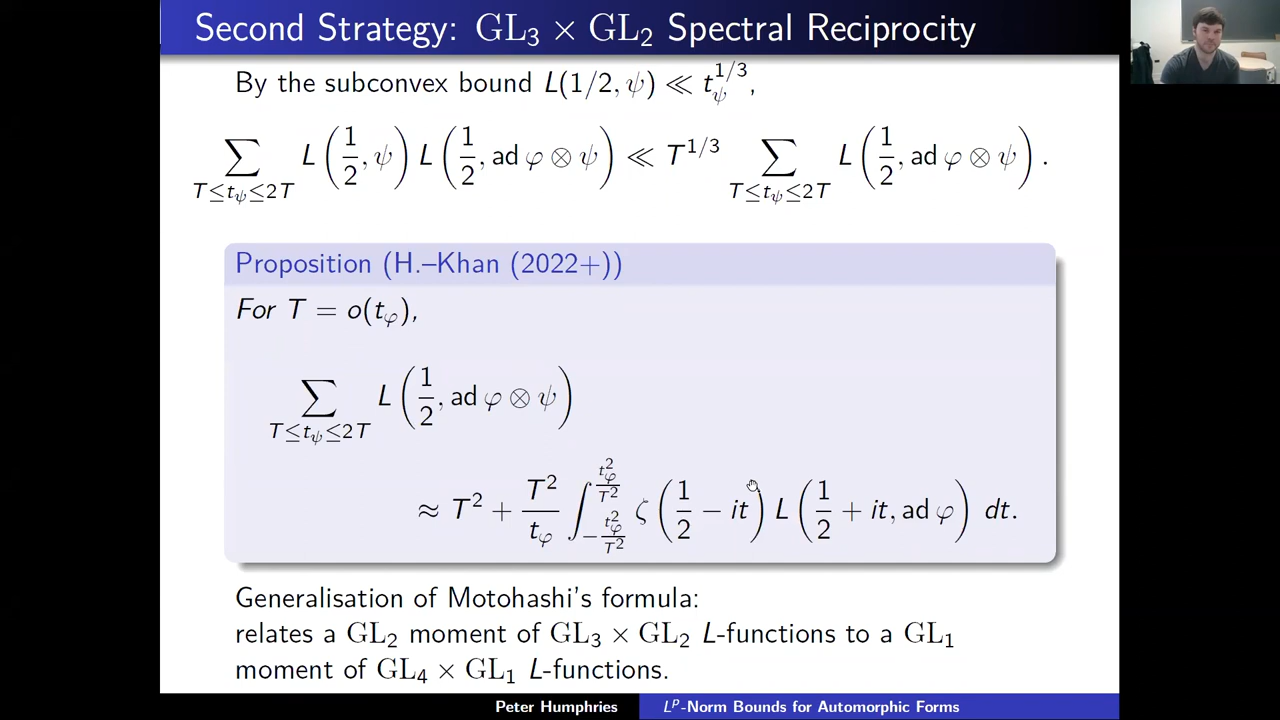 Second Strategy: GL₃ × GL₂ Spectral Reciprocity
By the subconvex bound L(1/2, ψ) ≪ t_ψ^{1/3},
∑_{T≤t_ψ≤2T} L(1/2, ψ) L(1/2, ad φ ⊗ ψ) ≪ T^{1/3} ∑_{T≤t_ψ≤2T} L(1/2, ad φ ⊗ ψ).
Proposition (H.–Khan (2022+))
For T = o(t_φ),
∑_{T≤t_ψ≤2T} L(1/2, ad φ ⊗ ψ)
≈ T² + T²/t_φ ∫_{-t_φ²/T²}^{t_φ²/T²} ζ(1/2 − it) L(1/2 + it, ad φ) dt.
Generalisation of Motohashi's formula:
relates a GL₂ moment of GL₃ × GL₂ L-functions to a GL₁
moment of GL₄ × GL₁ L-functions.
Peter Humphries L^p-Norm Bounds for Automorphic Forms